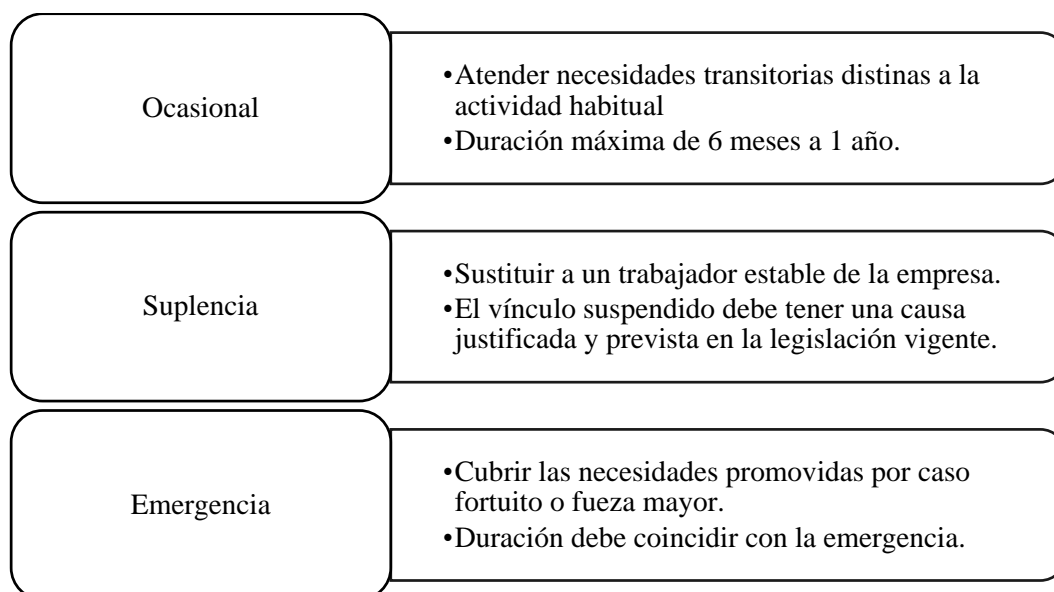 Ocasional
•Atender necesidades transitorias distinas a la
actividad habitual
•Duración máxima de 6 meses a 1 año.
Suplencia
•Sustituir a un trabajador estable de la empresa.
•El vínculo suspendido debe tener una causa
justificada y prevista en la legislación vigente.
Emergencia
•Cubrir las necesidades promovidas por caso
fortuito o fueza mayor.
•Duración debe coincidir con la emergencia.